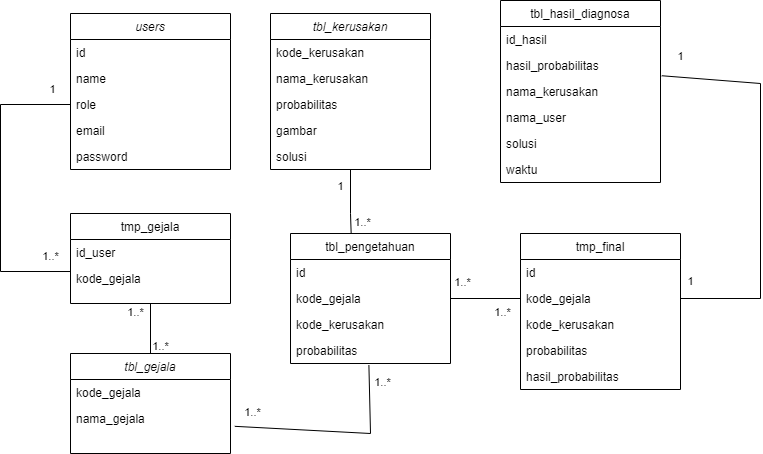 users
id
name
role
email
password
tbl_kerusakan
kode_kerusakan
nama_kerusakan
probabilitas
gambar
solusi
tbl_hasil_diagnosa
id_hasil
hasil_probabilitas
nama_kerusakan
nama_user
solusi
waktu
1
1
1
1..*
tmp_gejala
id_user
kode_gejala
1..*
1..*
1..*
tbl_pengetahuan
id
kode_gejala
kode_kerusakan
probabilitas
1..*
1..*
tmp_final
id
kode_gejala
kode_kerusakan
probabilitas
hasil_probabilitas
1
tbl_gejala
kode_gejala
nama_gejala
1..*
1..*